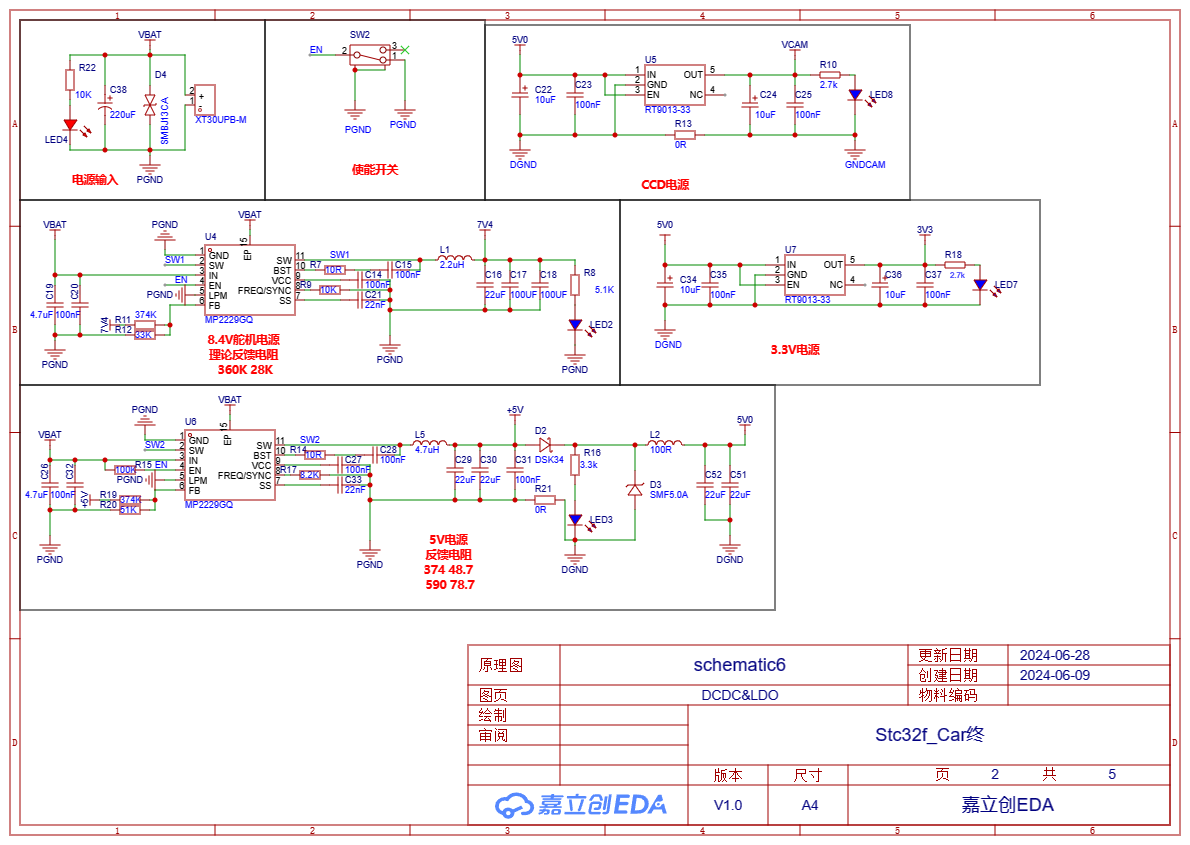 1 2 3 4 5 6
A
B
C
D
VBAT
R22
10K
C38
220uF
D4
SMBJ13CA
2
1
+
XT30UPB-M
LED4
PGND
电源输入
SW2
EN
2
3
1
PGND
PGND
使能开关
5V0
C22
10uF
C23
100nF
U5
1 IN
2 GND
3 EN
OUT 5
NC 4
RT9013-33
R13
0R
VCAM
C24
10uF
C25
100nF
R10
2.7k
LED8
DGND
GNDCAM
CCD电源
VBAT
PGND
VBAT
U4
EP 15
SW1
EN
PGND
1 GND
2 SW
3 IN
4 EN
5 LPM
6 FB
SW 11
BST 10
VCC 9
FREQ/SYNC 8
SS 7
MP2229GQ
C19
4.7uF
C20
100nF
7V4
R11
374K
R12
33K
PGND
SW1
R7
10R
C15
100nF
C14
100nF
R9
10K
C21
22nF
L1
2.2uH
7V4
C16
22uF
C17
100UF
C18
100UF
R8
5.1K
LED2
PGND
PGND
8.4V舵机电源
理论反馈电阻
360K 28K
5V0
C34
10uF
C35
100nF
U7
1 IN
2 GND
3 EN
OUT 5
NC 4
RT9013-33
3V3
C36
10uF
C37
100nF
R18
2.7k
LED7
DGND
3.3V电源
VBAT
PGND
VBAT
U6
EP 15
SW2
R15
100K
EN
PGND
1 GND
2 SW
3 IN
4 EN
5 LPM
6 FB
SW 11
BST 10
VCC 9
FREQ/SYNC 8
SS 7
MP2229GQ
C26
4.7uF
C32
100nF
+5V
R19
374K
R20
51K
PGND
SW2
R14
10R
C28
100nF
C27
100nF
R17
8.2K
C33
22nF
L5
4.7uH
+5V
C29
22uF
C30
22uF
C31
100nF
D2
DSK34
R16
3.3k
R21
0R
LED3
D3
SMF5.0A
L2
100R
5V0
C52
22uF
C51
22uF
PGND
DGND
DGND
5V电源
反馈电阻
374 48.7
590 78.7
原理图
schematic6
更新日期
2024-06-28
创建日期
2024-06-09
图页
DCDC&LDO
物料编码
绘制
审阅
Stc32f_Car终
版本
尺寸
页 2 共 5
嘉立创EDA
V1.0
A4
嘉立创EDA
1 2 3 4 5 6
A
B
C
D